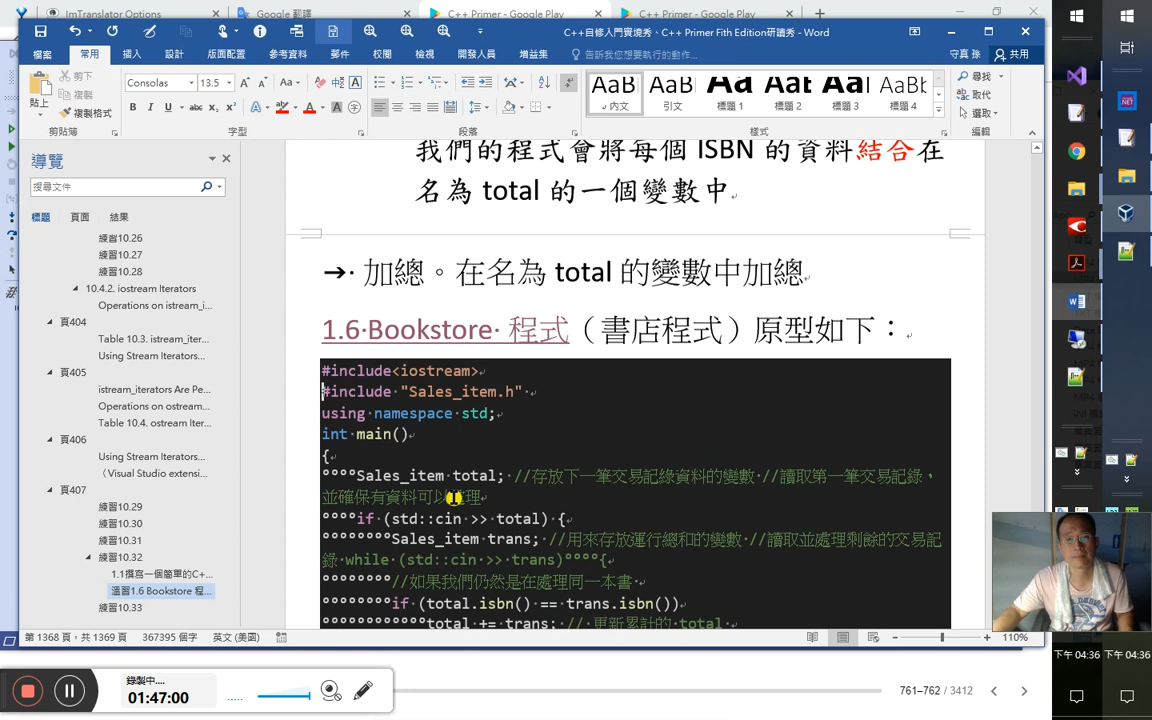 ImTranslator Options
Google 翻譯
C++ Primer - Google Play
C++ Primer - Google Play
C++自修入門實境秀、C++ Primer Fifth Edition研讀秀 - Word
檔案
常用
插入
設計
版面配置
參考資料
郵件
校閱
檢視
開發人員
增益集
告訴我您想要執行的動作...
守真 孫
共用
貼上
剪下
複製
複製格式
剪貼簿
Consolas
13.5
字型
段落
AaB
內文
AaB
引文
Aa
標題 1
Aat
標題 2
Aal
標題 3
AaBb
標題 4
樣式
尋找
取代
選取
編輯
導覽
搜尋文件
標題
頁面
結果
練習10.26
練習10.27
練習10.28
10.4.2. iostream Iterators
Operations on istream_i...
頁404
Table 10.3. istream_iter...
Using Stream Iterators...
頁405
istream_iterators Are Pe...
Operations on ostream...
Table 10.4. ostream Iter...
頁406
Using Stream Iterators...
（Visual Studio extensi...
頁407
練習10.29
練習10.30
練習10.31
練習10.32
1.1撰寫一個簡單的C+...
溫習1.6 Bookstore 程...
練習10.33
我們的程式會將每個 ISBN 的資料結合在
名為 total 的一個變數中
→ 加總。在名為 total 的變數中加總
1.6 Bookstore 程式（書店程式）原型如下：
#include<iostream>
#include "Sales_item.h"
using namespace std;
int main()
{
Sales_item total; //存放下一筆交易記錄資料的變數 //讀取第一筆交易記錄，
並確保有資料可以處理
if (std::cin >> total) {
Sales_item trans; //用來存放運行總和的變數 //讀取並處理剩餘的交易記
錄 while (std::cin >> trans) {
//如果我們仍然是在處理同一本書
if (total.isbn() == trans.isbn())
total += trans; // 更新累計的 total
第 1368 頁，共 1369 頁
367395 個字
英文 (美國)
110%
下午 04:36
下午 04:36
錄製中....
01:47:00
761–762 / 3412